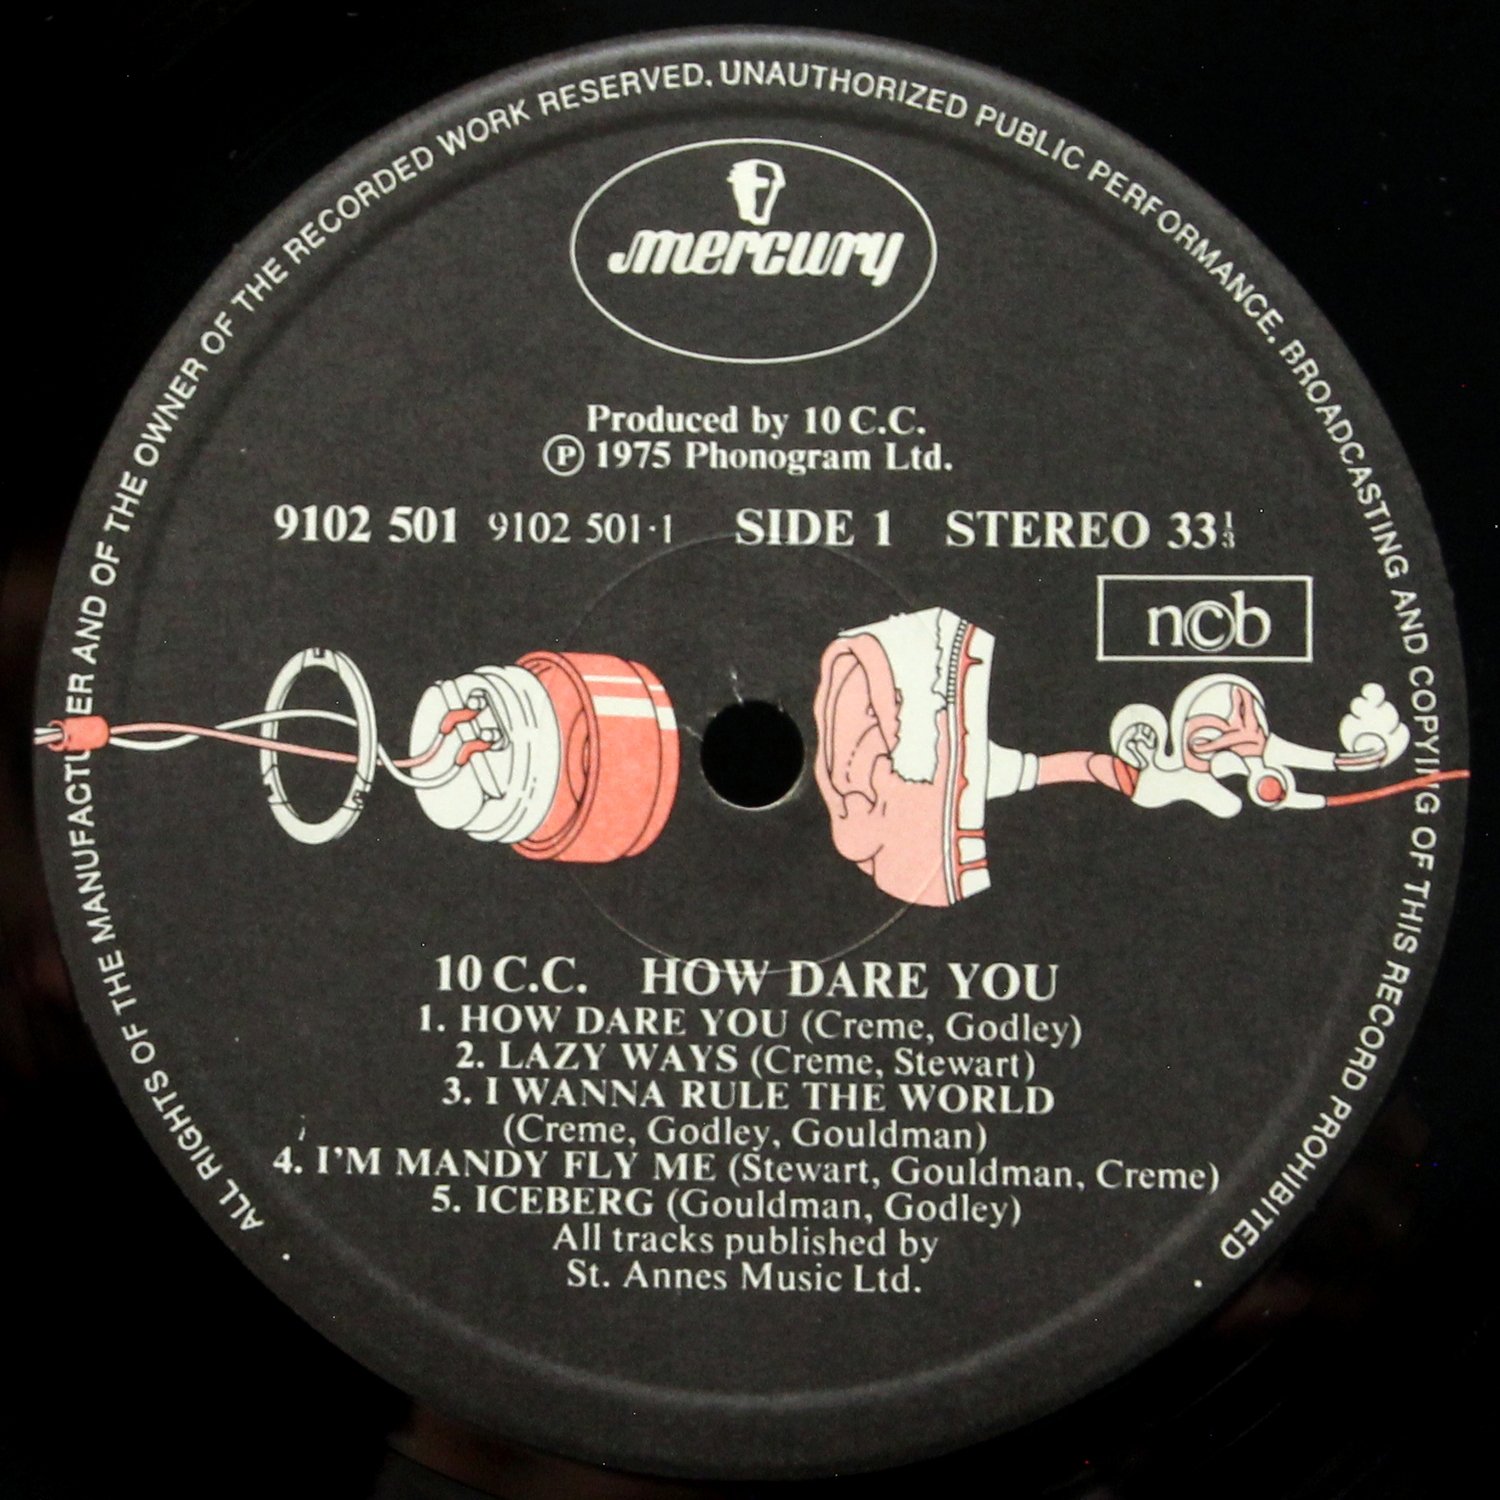 ALL RIGHTS OF THE MANUFACTURER AND OF THE OWNER OF THE RECORDED WORK RESERVED. UNAUTHORIZED PUBLIC PERFORMANCE. BROADCASTING AND COPYING OF THIS RECORD PROHIBITED
mercury
Produced by 10 C.C.
Ⓟ 1975 Phonogram Ltd.
9102 501 9102 501·1 SIDE 1 STEREO 33⅓
n©b
10 C.C. HOW DARE YOU
1. HOW DARE YOU (Creme, Godley)
2. LAZY WAYS (Creme, Stewart)
3. I WANNA RULE THE WORLD
(Creme, Godley, Gouldman)
4. I'M MANDY FLY ME (Stewart, Gouldman, Creme)
5. ICEBERG (Gouldman, Godley)
All tracks published by
St. Annes Music Ltd.